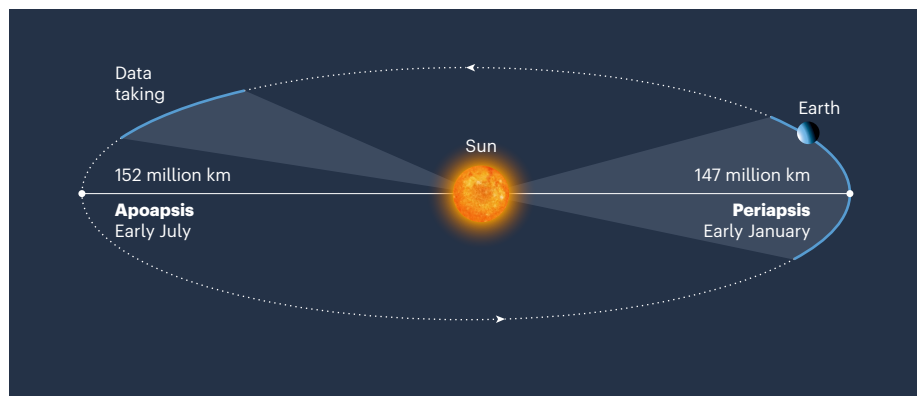 Data
taking
Earth
Sun
152 million km
147 million km
Apoapsis
Early July
Periapsis
Early January